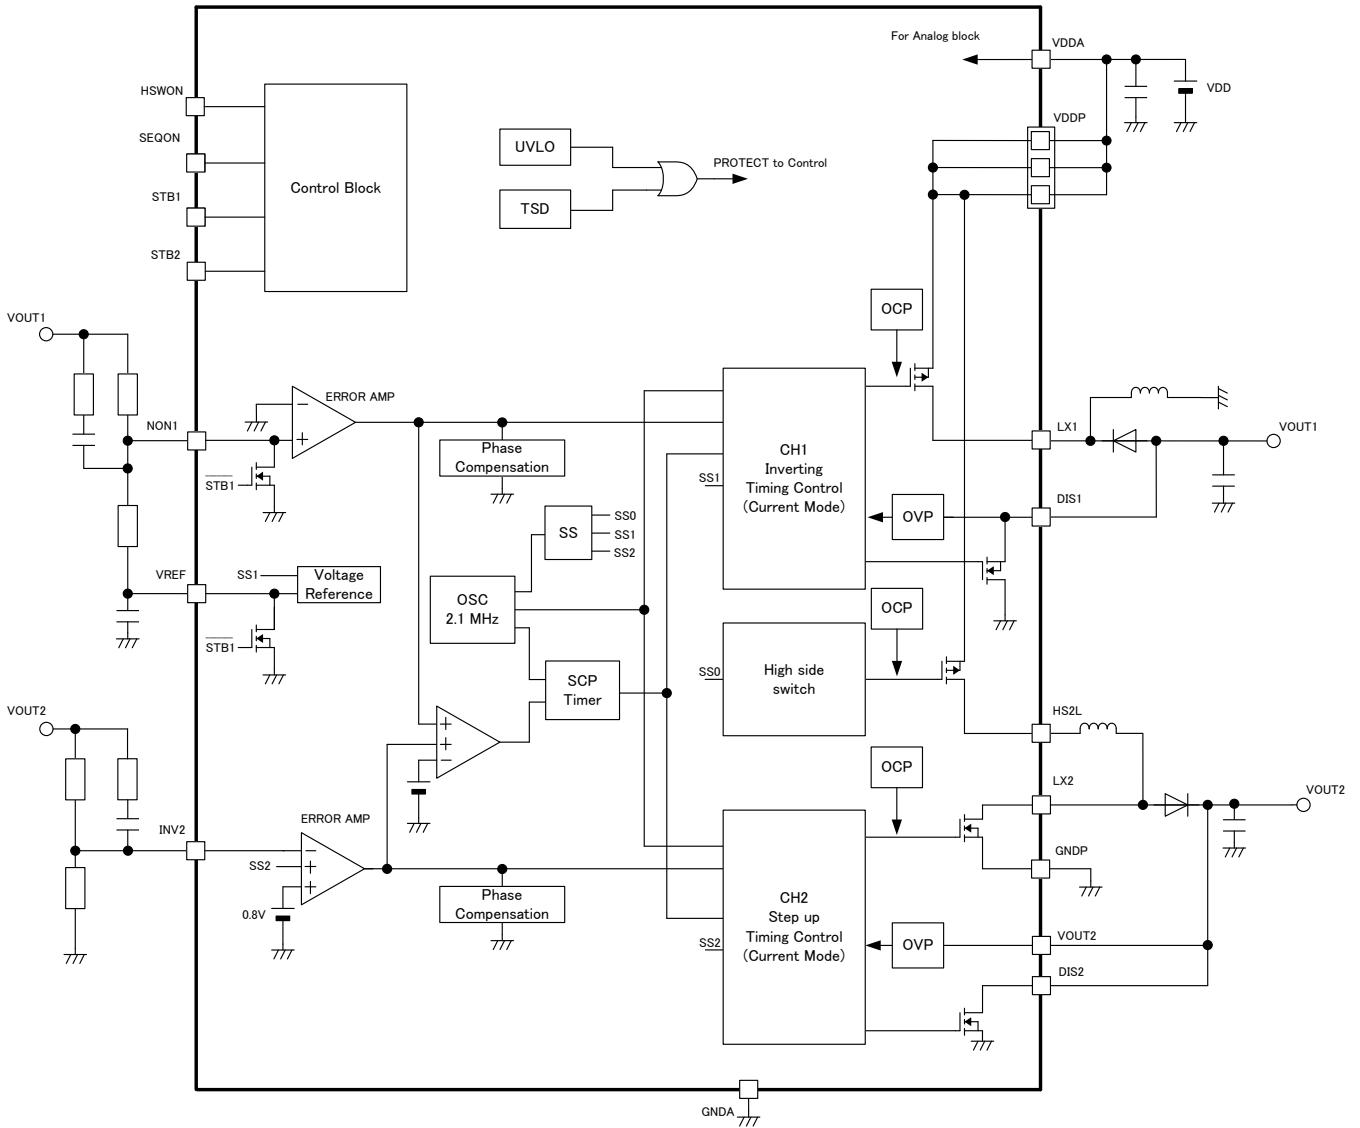 For Analog block
VDDA
VDD
VDDP
HSWON
SEQON
STB1
STB2
Control Block
UVLO
TSD
PROTECT to Control
VOUT1
NON1
STB1
ERROR AMP
−
+
Phase
Compensation
SS1
CH1
Inverting
Timing Control
(Current Mode)
OCP
OVP
LX1
VOUT1
DIS1
SS
SS0
SS1
SS2
VREF
SS1
Voltage
Reference
STB1
OSC
2.1 MHz
SCP
Timer
+
+
−
SS0
High side
switch
OCP
HS2L
VOUT2
INV2
ERROR AMP
−
SS2
+
+
0.8V
Phase
Compensation
OCP
LX2
VOUT2
GNDP
SS2
CH2
Step up
Timing Control
(Current Mode)
OVP
VOUT2
DIS2
GNDA